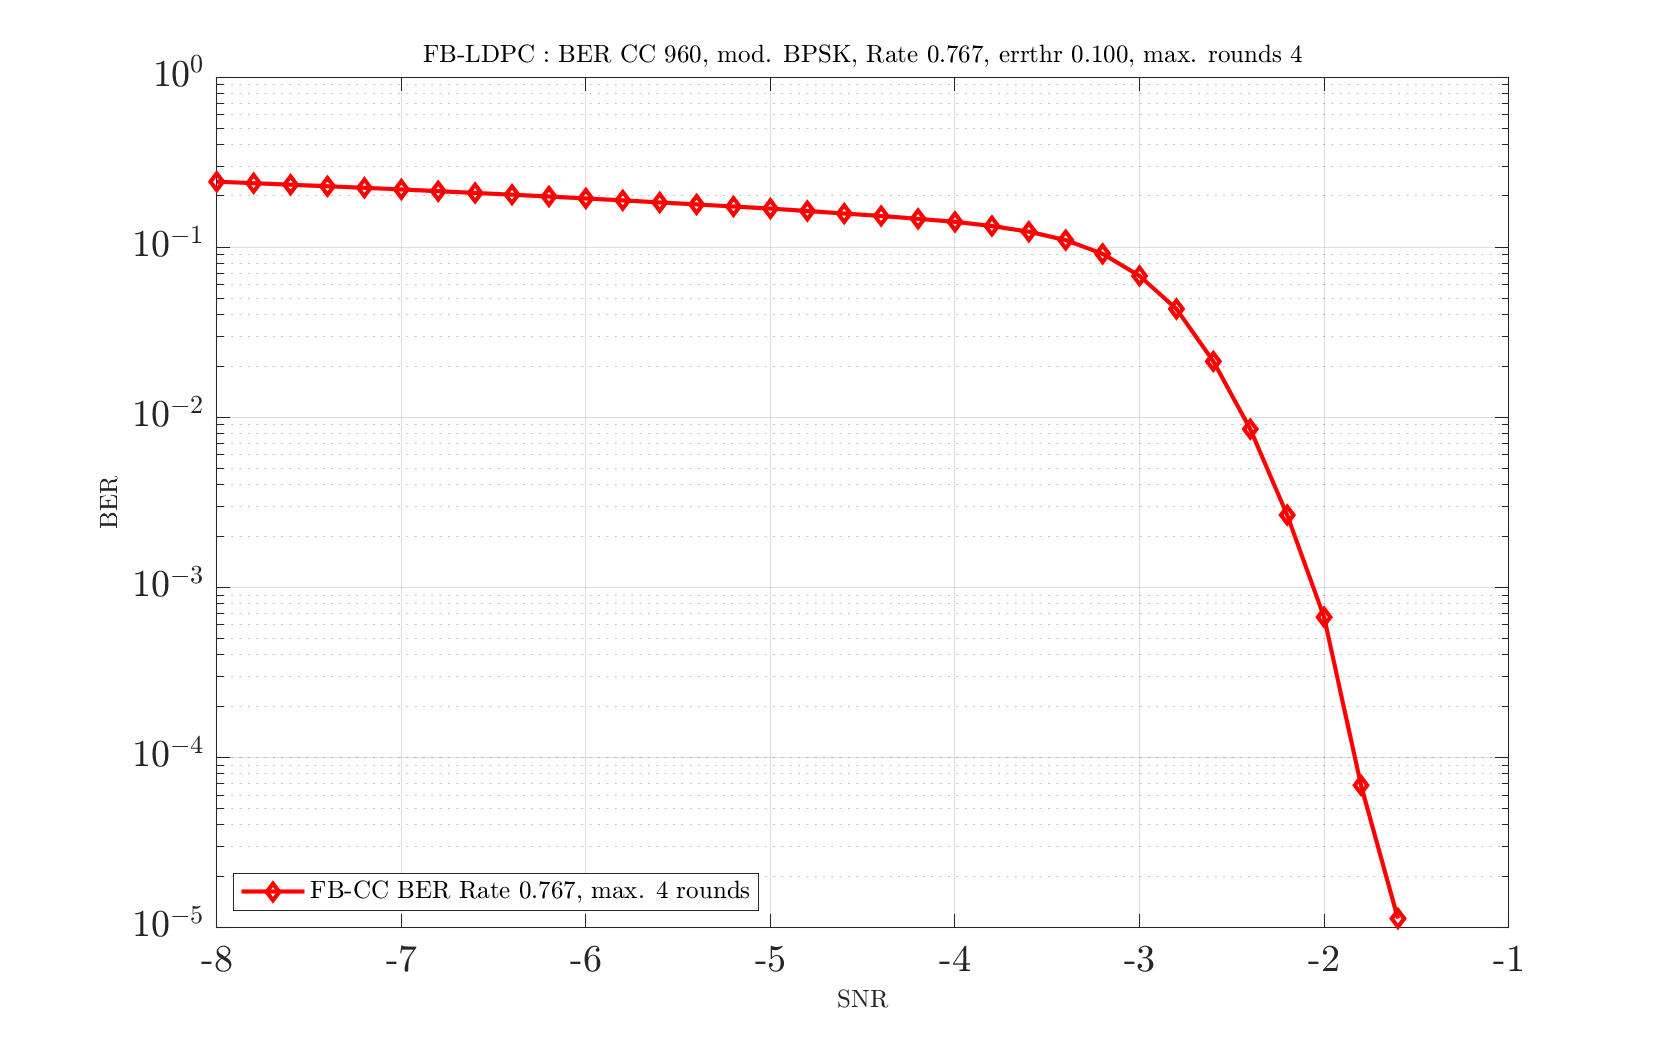 FB-LDPC : BER CC 960, mod. BPSK, Rate 0.767, errthr 0.100, max. rounds 4
10^0
10^-1
10^-2
10^-3
10^-4
10^-5
BER
FB-CC BER Rate 0.767, max. 4 rounds
-8 -7 -6 -5 -4 -3 -2 -1
SNR